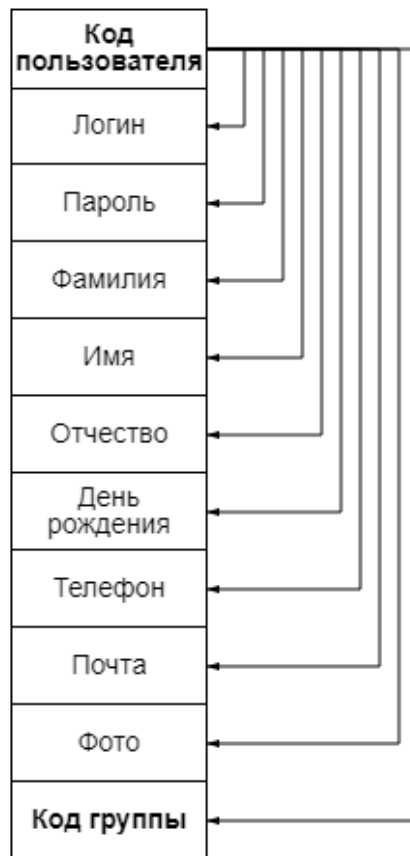 Код
пользователя
Логин
Пароль
Фамилия
Имя
Отчество
День
рождения
Телефон
Почта
Фото
Код группы